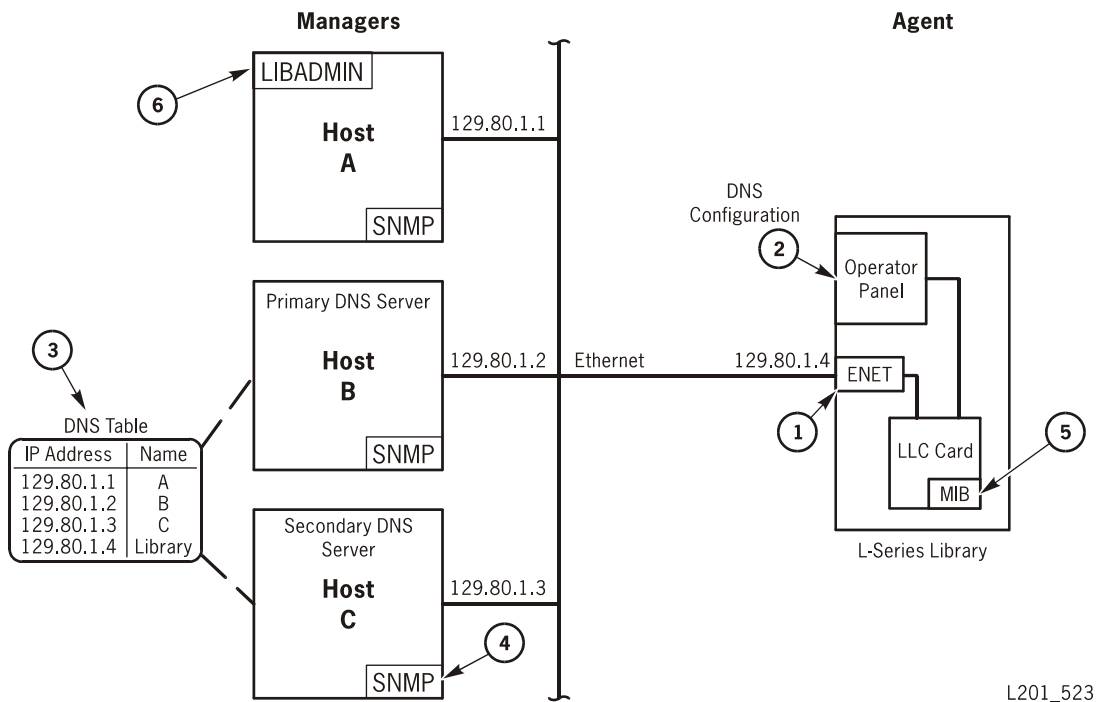 Managers
Agent
LIBADMIN
6
Host
A
129.80.1.1
SNMP
DNS
Configuration
2
Operator
Panel
Primary DNS Server
Host
B
129.80.1.2
Ethernet
129.80.1.4
ENET
SNMP
1
LLC Card
5
MIB
L-Series Library
3
DNS Table
IP Address Name
129.80.1.1 A
129.80.1.2 B
129.80.1.3 C
129.80.1.4 Library
Secondary DNS
Server
Host
C
129.80.1.3
4
SNMP
L201_523